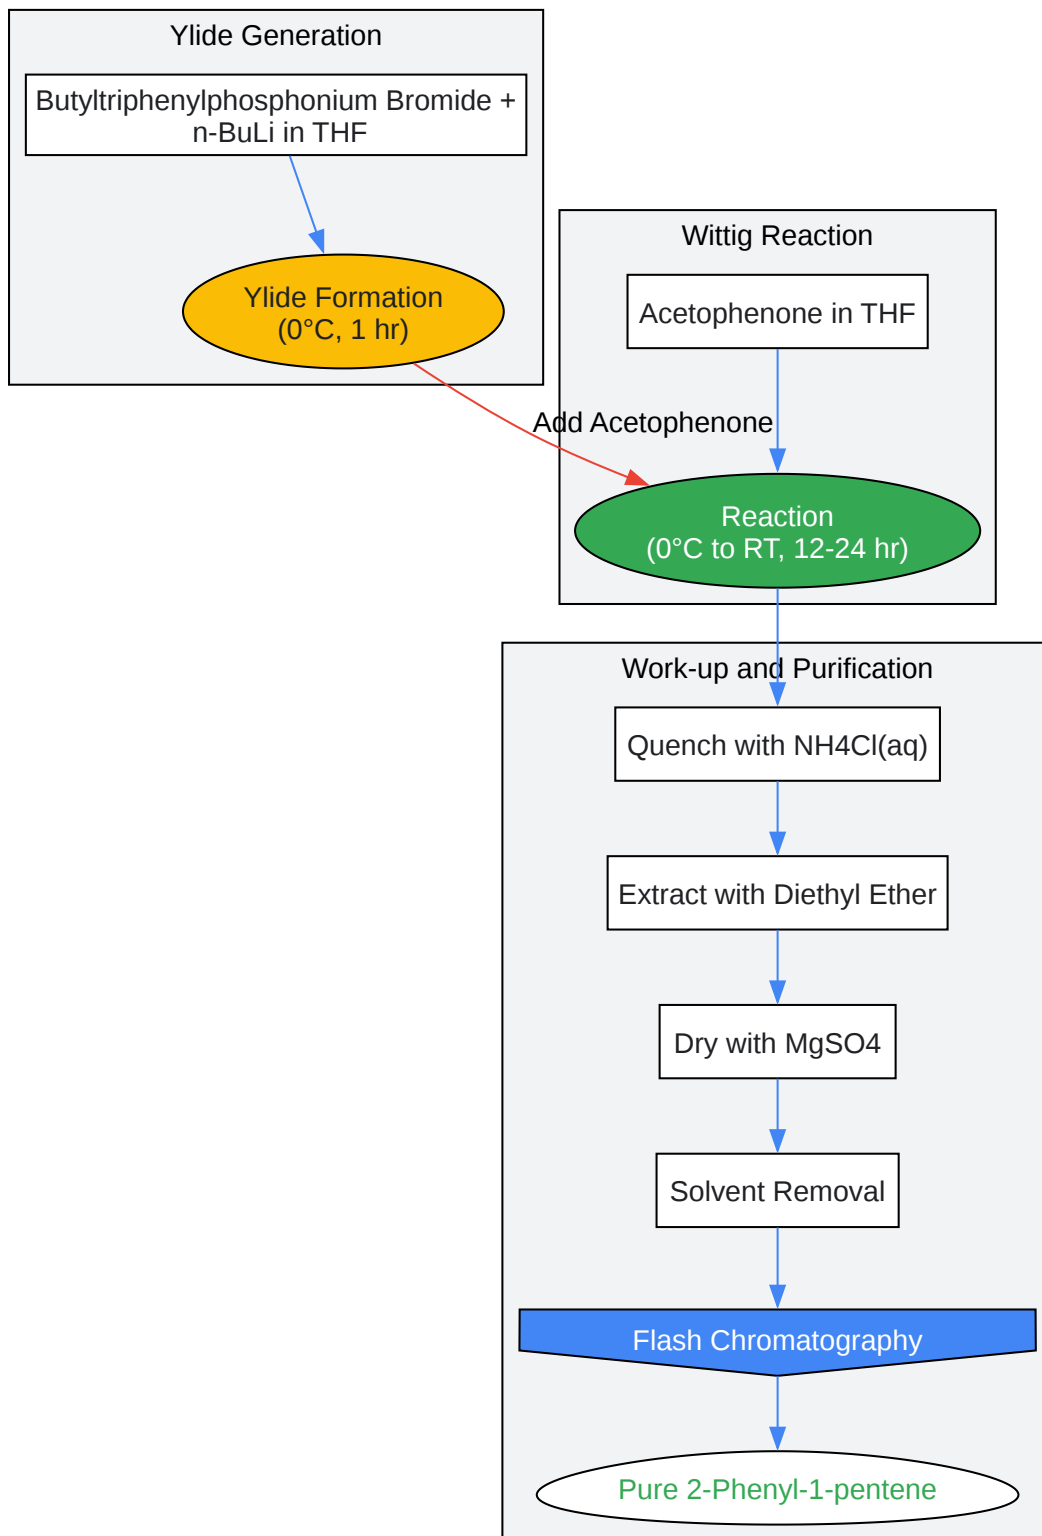 Ylide Generation
Butyltriphenylphosphonium Bromide +
n-BuLi in THF
Ylide Formation
(0°C, 1 hr)
Wittig Reaction
Acetophenone in THF
Add Acetophenone
Reaction
(0°C to RT, 12-24 hr)
Work-up and Purification
Quench with NH4Cl(aq)
Extract with Diethyl Ether
Dry with MgSO4
Solvent Removal
Flash Chromatography
Pure 2-Phenyl-1-pentene